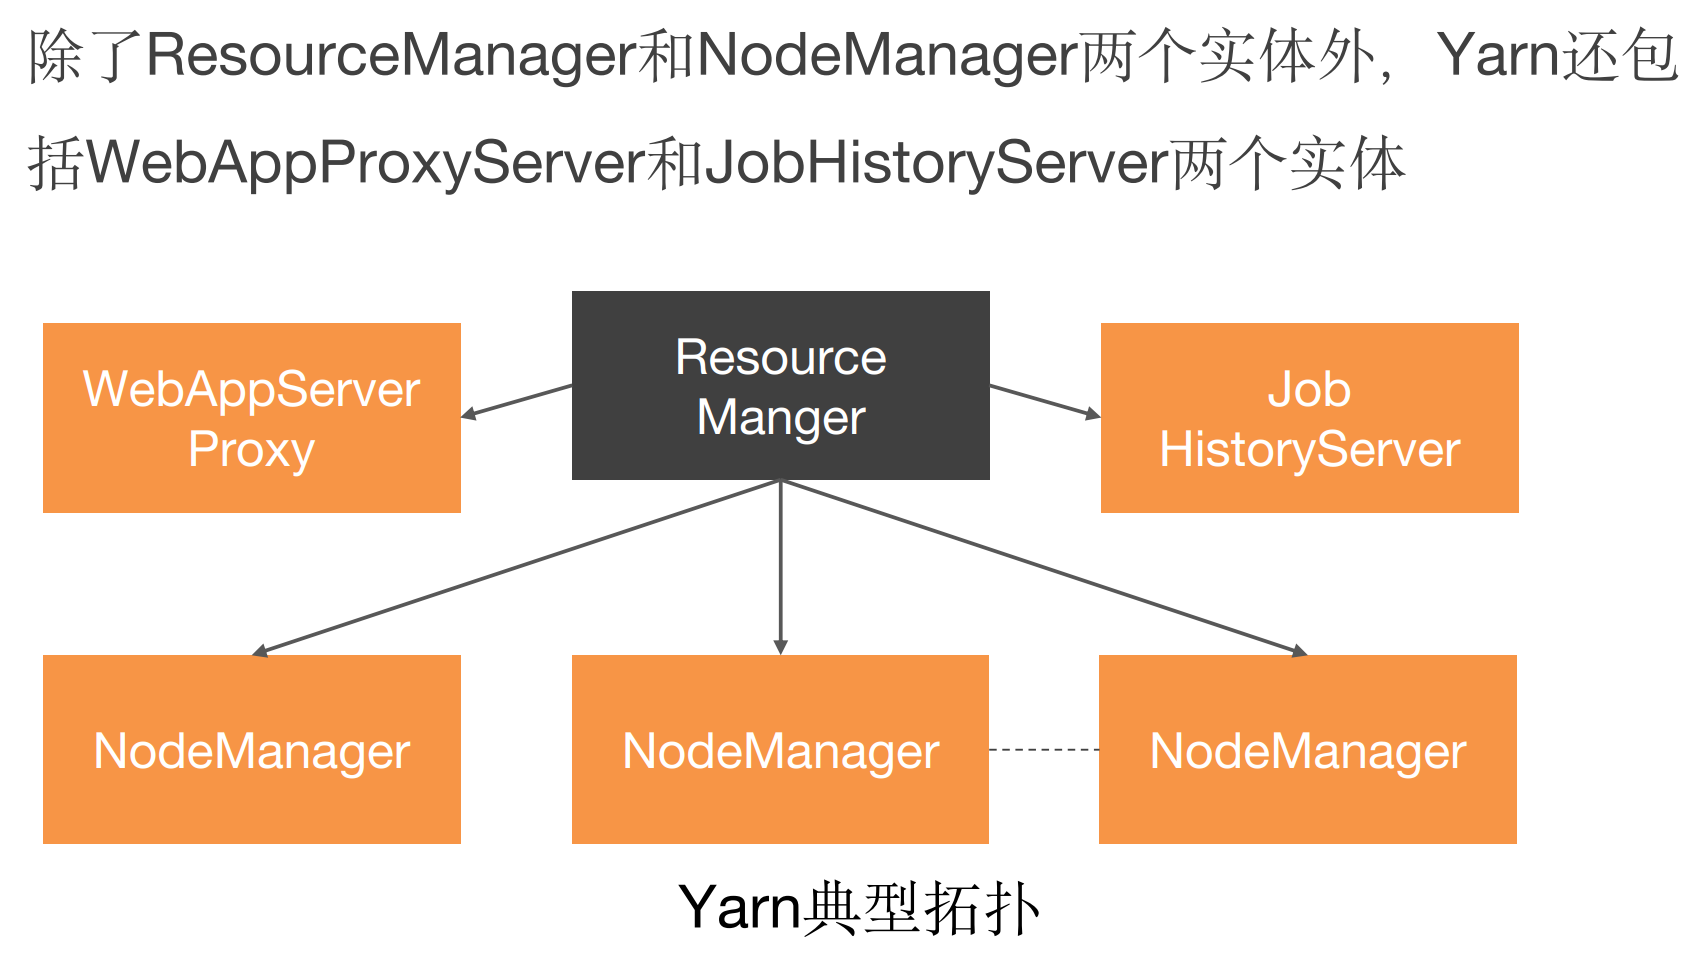 除了ResourceManager和NodeManager两个实体外，Yarn还包
括WebAppProxyServer和JobHistoryServer两个实体
Resource
Manger
WebAppServer
Proxy
Job
HistoryServer
NodeManager
NodeManager
NodeManager
Yarn典型拓扑